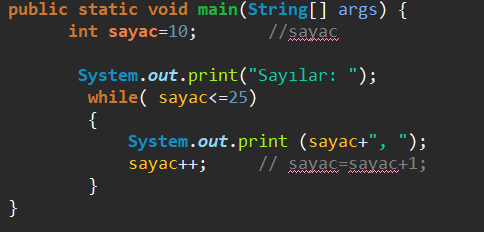 public static void main(String[] args) {
int sayac=10; //sayac
System.out.print("Sayılar: ");
while( sayac<=25)
{
System.out.print (sayac+", ");
sayac++; // sayac=sayac+1;
}
}